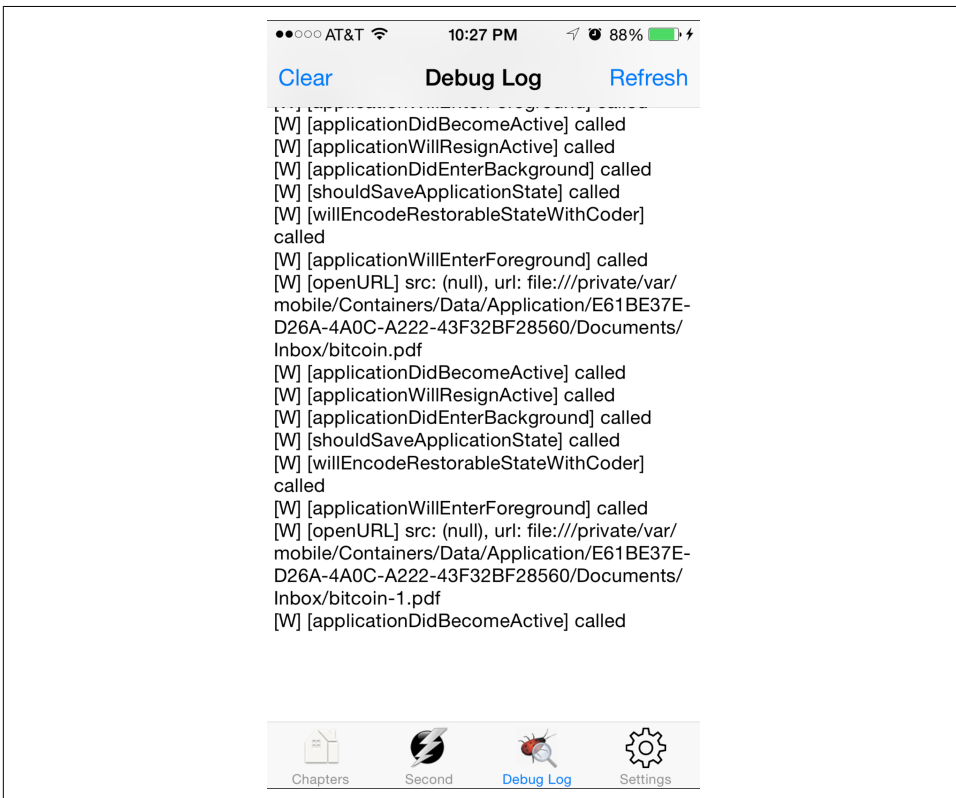 AT&T 10:27 PM 88%
Clear Debug Log Refresh
[W] [applicationWillEnterForeground] called
[W] [applicationDidBecomeActive] called
[W] [applicationWillResignActive] called
[W] [applicationDidEnterBackground] called
[W] [shouldSaveApplicationState] called
[W] [willEncodeRestorableStateWithCoder]
called
[W] [applicationWillEnterForeground] called
[W] [openURL] src: (null), url: file:///private/var/
mobile/Containers/Data/Application/E61BE37E-
D26A-4A0C-A222-43F32BF28560/Documents/
Inbox/bitcoin.pdf
[W] [applicationDidBecomeActive] called
[W] [applicationWillResignActive] called
[W] [applicationDidEnterBackground] called
[W] [shouldSaveApplicationState] called
[W] [willEncodeRestorableStateWithCoder]
called
[W] [applicationWillEnterForeground] called
[W] [openURL] src: (null), url: file:///private/var/
mobile/Containers/Data/Application/E61BE37E-
D26A-4A0C-A222-43F32BF28560/Documents/
Inbox/bitcoin-1.pdf
[W] [applicationDidBecomeActive] called
Chapters Second Debug Log Settings